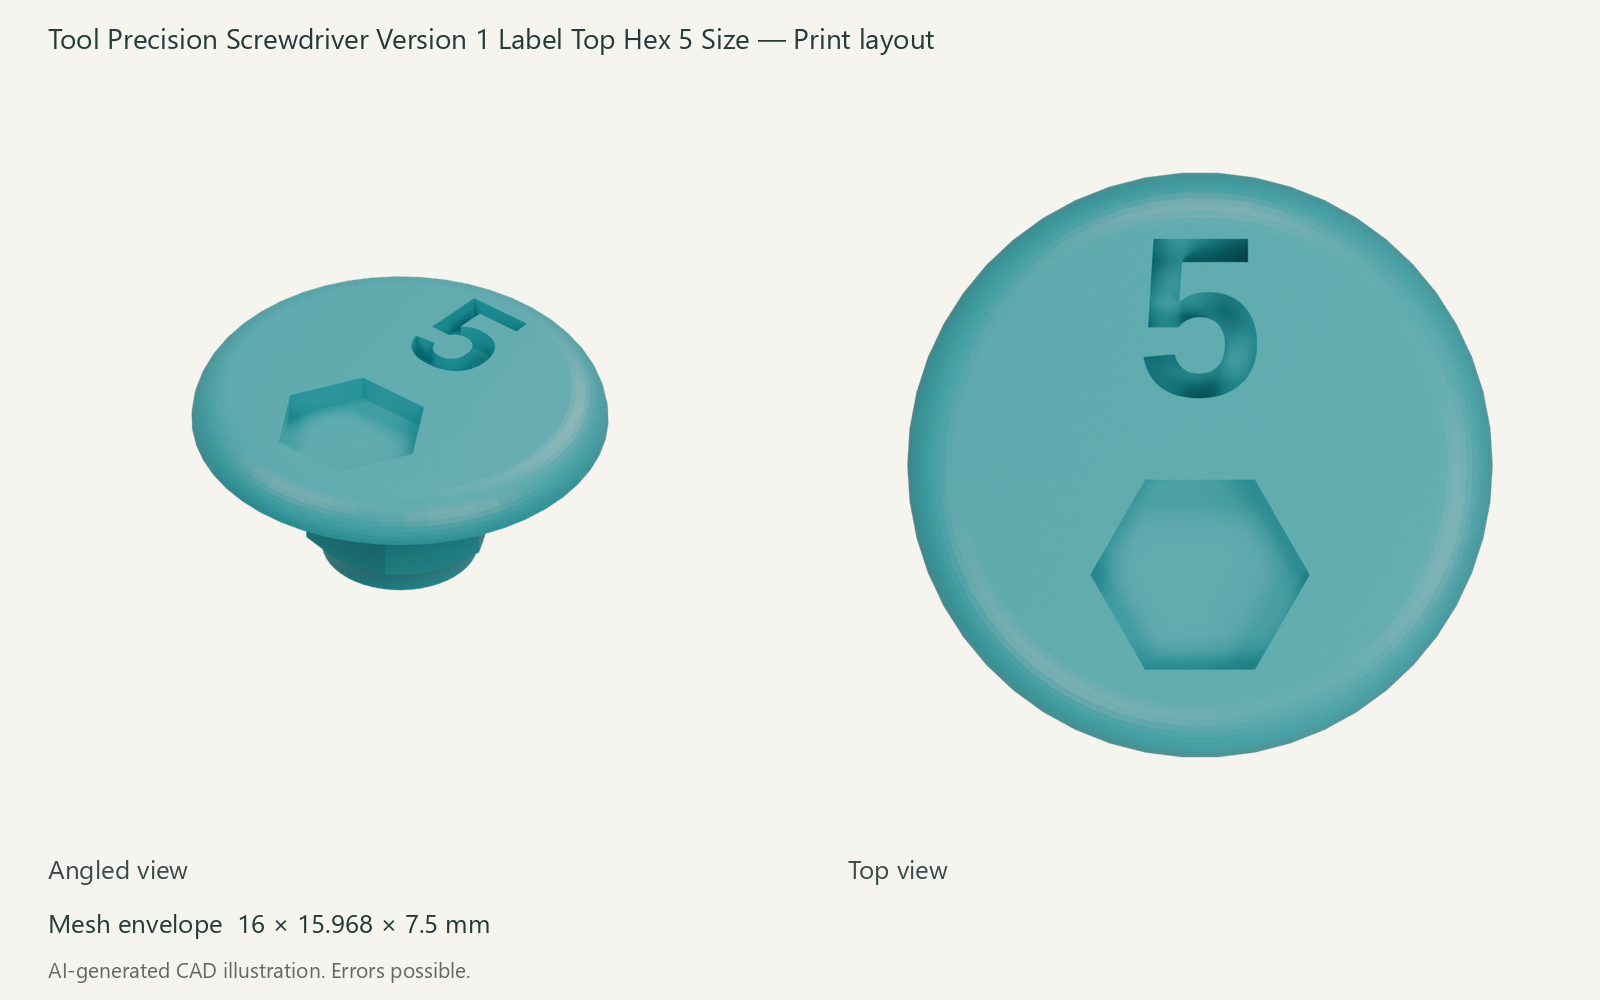 Tool Precision Screwdriver Version 1 Label Top Hex 5 Size — Print layout
5
5
Angled view
Top view
Mesh envelope 16 × 15.968 × 7.5 mm
AI-generated CAD illustration. Errors possible.